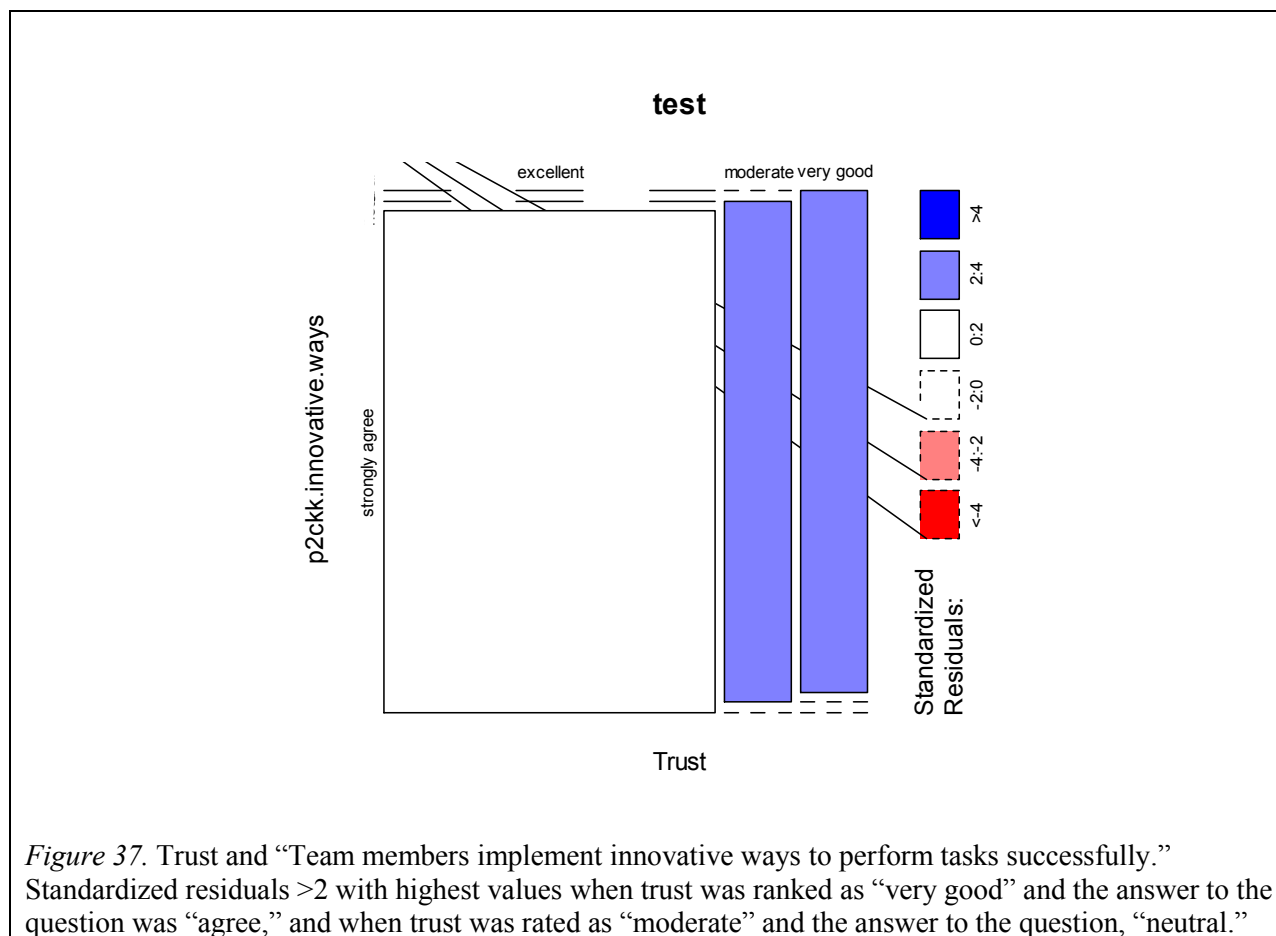 test
excellent
moderate
very good
p2ckk.innovative.ways
strongly agree
>4
2:4
0:2
-2:0
-4:-2
<-4
Standardized
Residuals:
Trust
Figure 37. Trust and “Team members implement innovative ways to perform tasks successfully.”
Standardized residuals >2 with highest values when trust was ranked as “very good” and the answer to the
question was “agree,” and when trust was rated as “moderate” and the answer to the question, “neutral.”